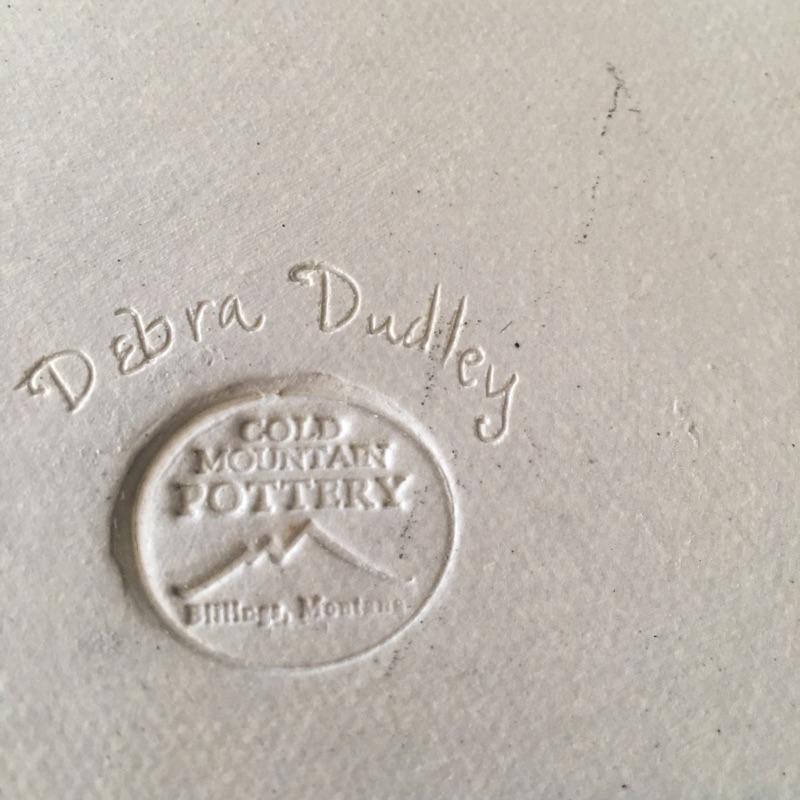 Debra Dudley
COLD
MOUNTAIN
POTTERY
Billings, Montana